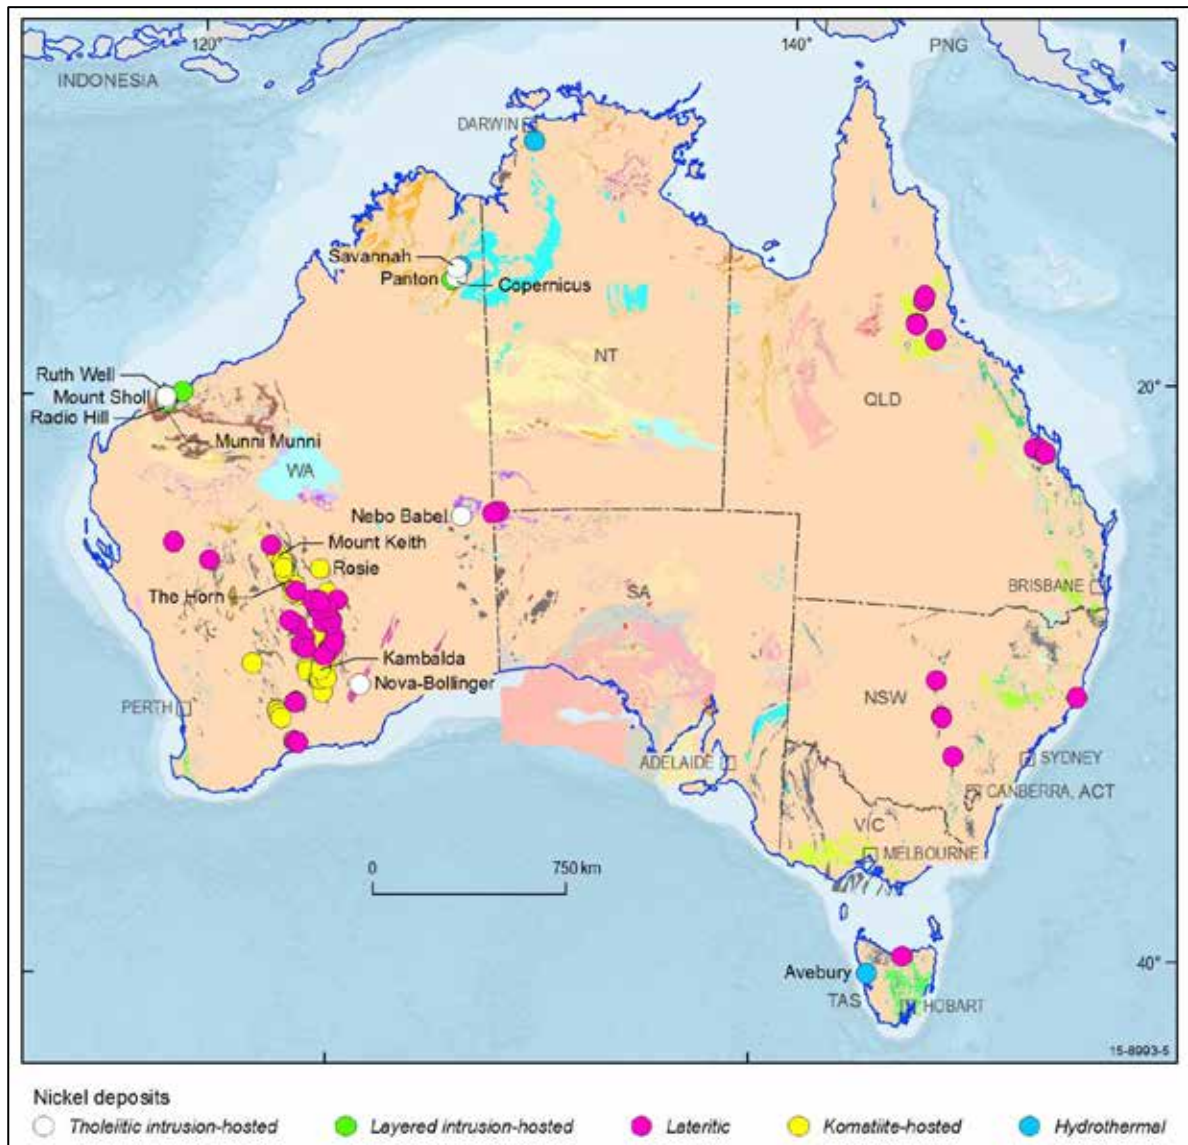 120°
140°
PNG
INDONESIA
DARWIN
Savannah
Panton
Copernicus
NT
Ruth Well
Mount Sholl
Radio Hill
Munni Munni
QLD
20°
WA
Nebo Babel
Mount Keith
Rosie
The Horn
SA
BRISBANE
Kambalda
Nova-Bollinger
PERTH
NSW
ADELAIDE
SYDNEY
CANBERRA, ACT
VIC
MELBOURNE
0 750 km
Avebury
40°
TAS
HOBART
15-8993-5
Nickel deposits
Tholeiitic intrusion-hosted Layered intrusion-hosted Lateritic Komatiite-hosted Hydrothermal